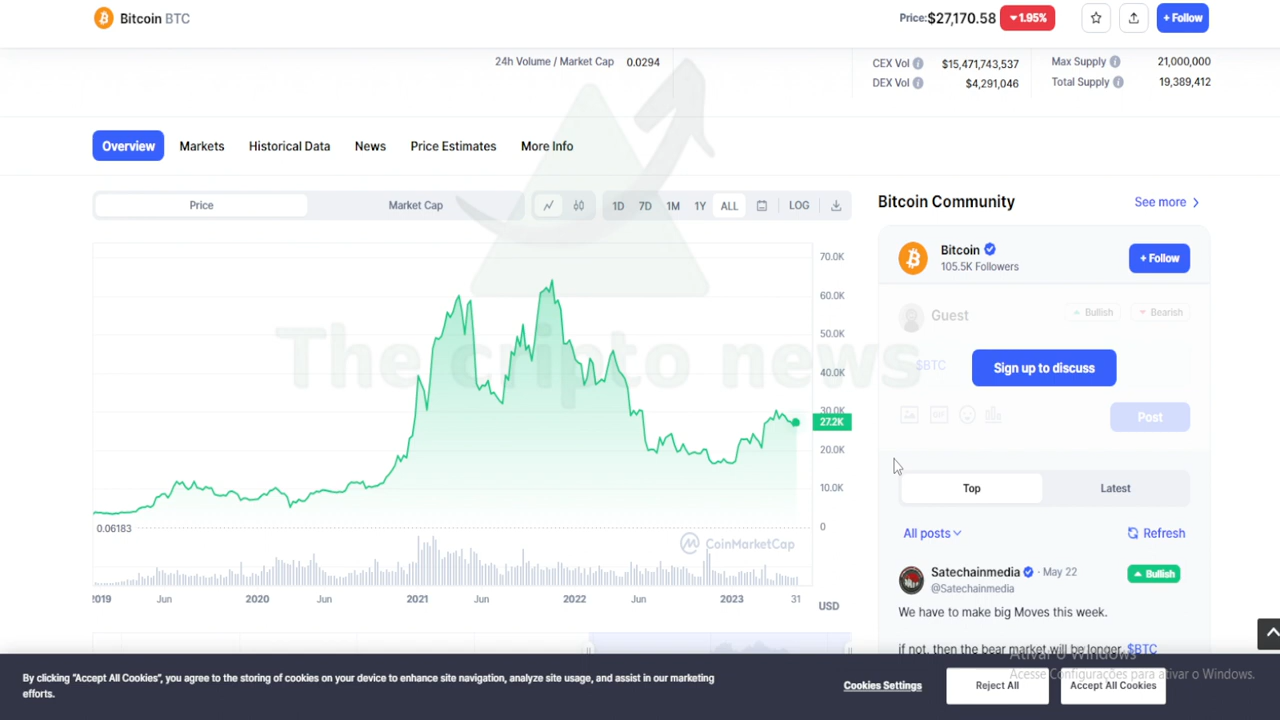 Bitcoin BTC
Price:$27,170.58 1.95%
+ Follow
24h Volume / Market Cap 0.0294
CEX Vol $15,471,743,537
DEX Vol $4,291,046
Max Supply 21,000,000
Total Supply 19,389,412
Overview Markets Historical Data News Price Estimates More Info
Price Market Cap 1D 7D 1M 1Y ALL LOG
Bitcoin Community See more
Bitcoin
105.5K Followers
+ Follow
Guest Bullish Bearish
$BTC
Sign up to discuss
GIF
Post
70.0K
60.0K
50.0K
40.0K
30.0K
27.2K
20.0K
10.0K
0
The cripto news
0.06183
CoinMarketCap
2019 Jun 2020 Jun 2021 Jun 2022 Jun 2023 31
USD
Top Latest
All posts Refresh
Satechainmedia · May 22
@Satechainmedia
Bullish
We have to make big Moves this week.
if not, then the bear market will be longer. $BTC
Ativar o Windows
Acesse Configurações para ativar o Windows.
By clicking “Accept All Cookies”, you agree to the storing of cookies on your device to enhance site navigation, analyze site usage, and assist in our marketing
efforts.
Cookies Settings Reject All Accept All Cookies